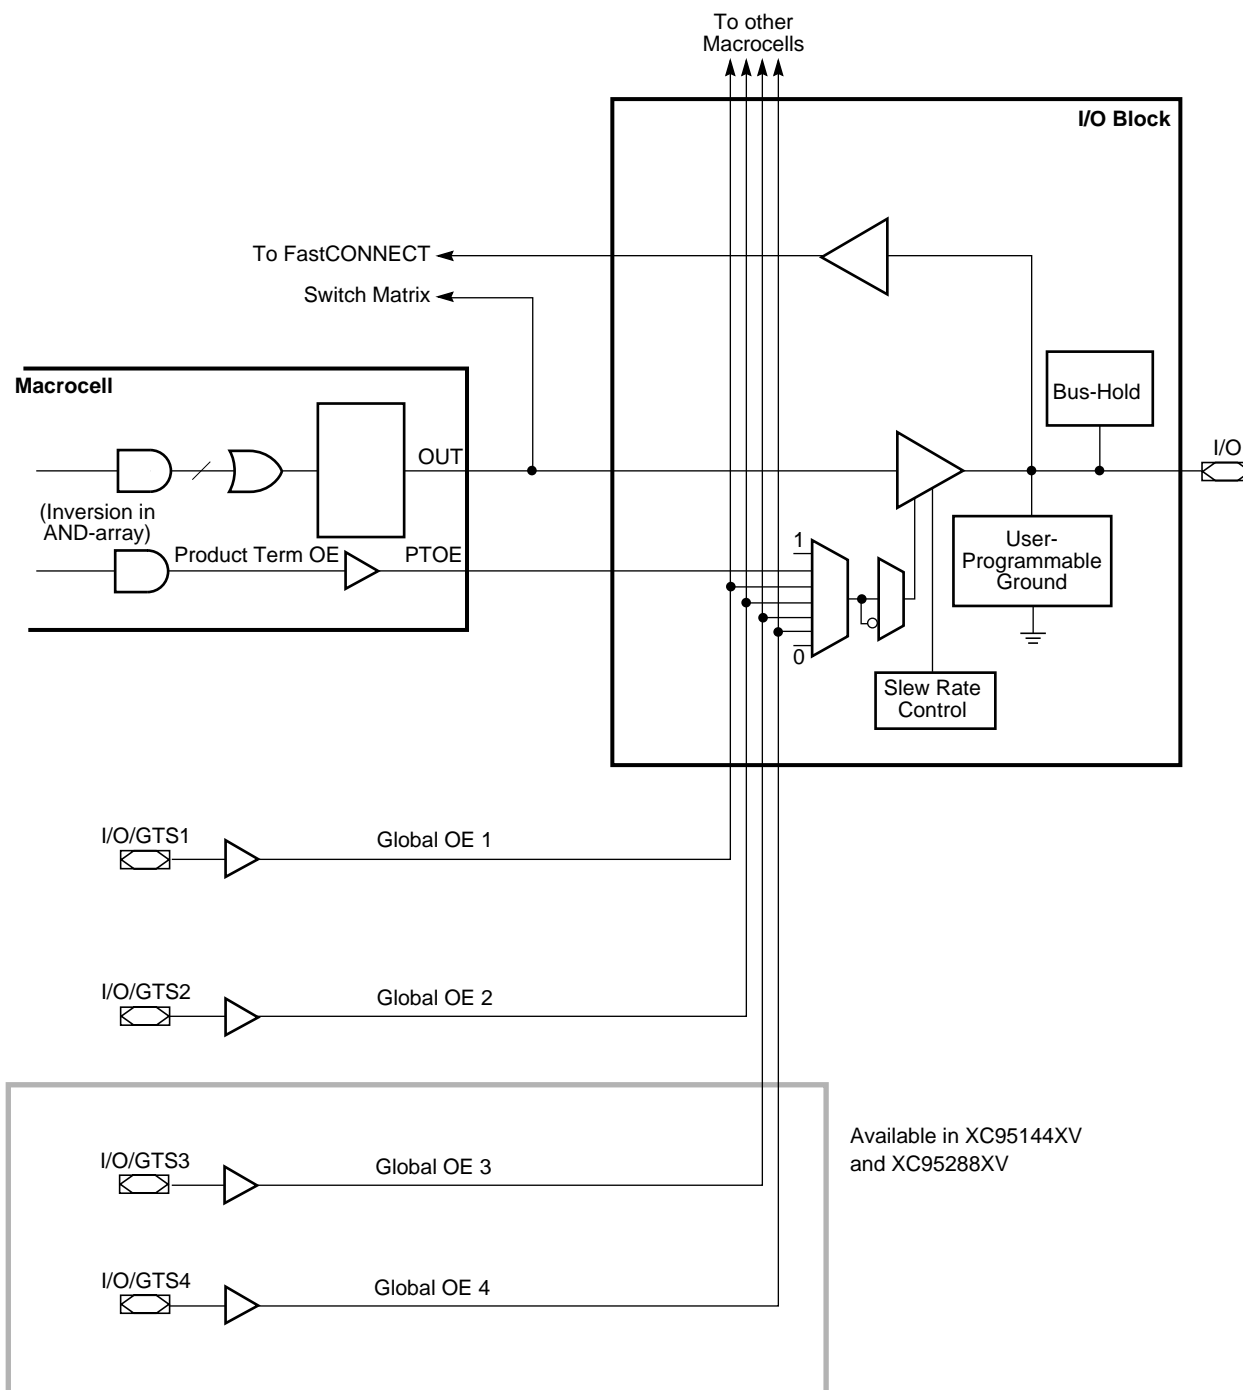 To other
Macrocells
I/O Block
To FastCONNECT
Switch Matrix
Macrocell
Bus-Hold
OUT
I/O
(Inversion in
AND-array)
Product Term OE
PTOE
1
User-
Programmable
Ground
0
Slew Rate
Control
I/O/GTS1
Global OE 1
I/O/GTS2
Global OE 2
Available in XC95144XV
and XC95288XV
I/O/GTS3
Global OE 3
I/O/GTS4
Global OE 4